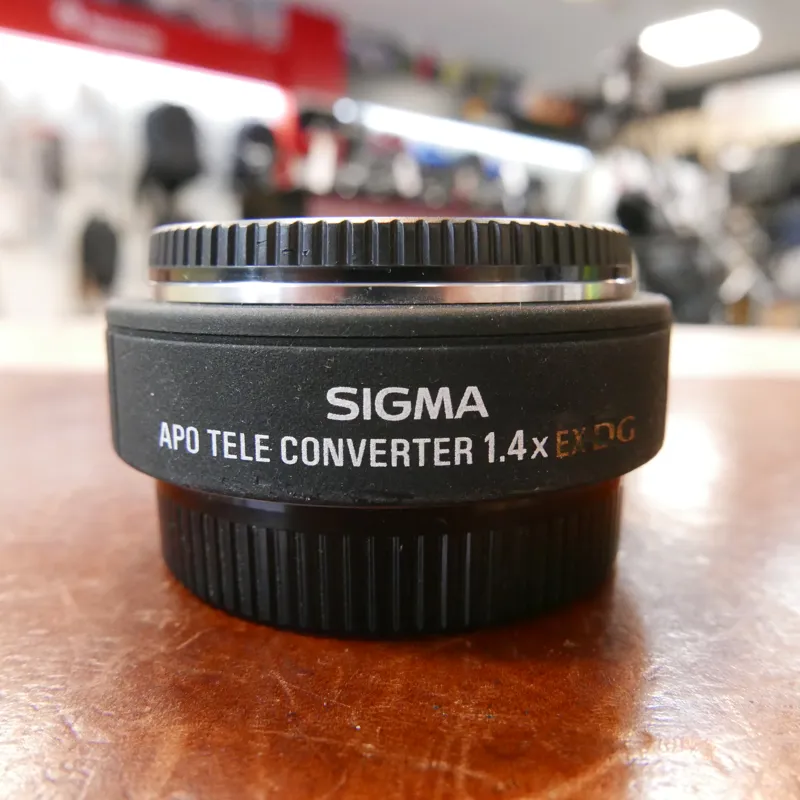 SIGMA
APO TELE CONVERTER 1.4x EX DG